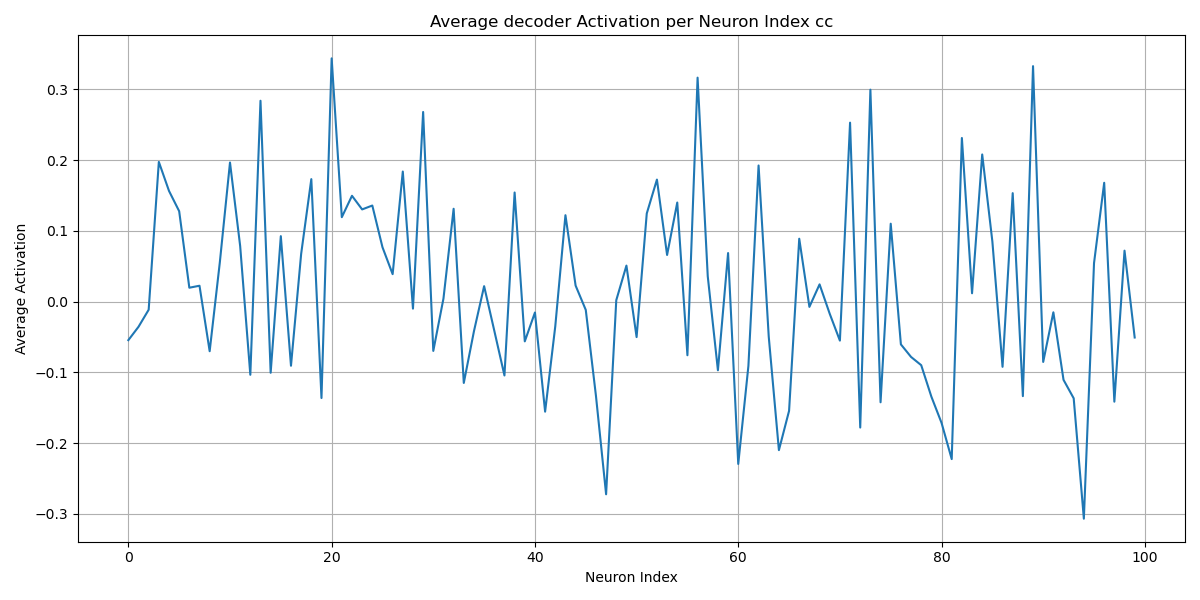 Average decoder Activation per Neuron Index cc
0.3
0.2
0.1
0.0
−0.1
−0.2
−0.3
Average Activation
0 20 40 60 80 100
Neuron Index